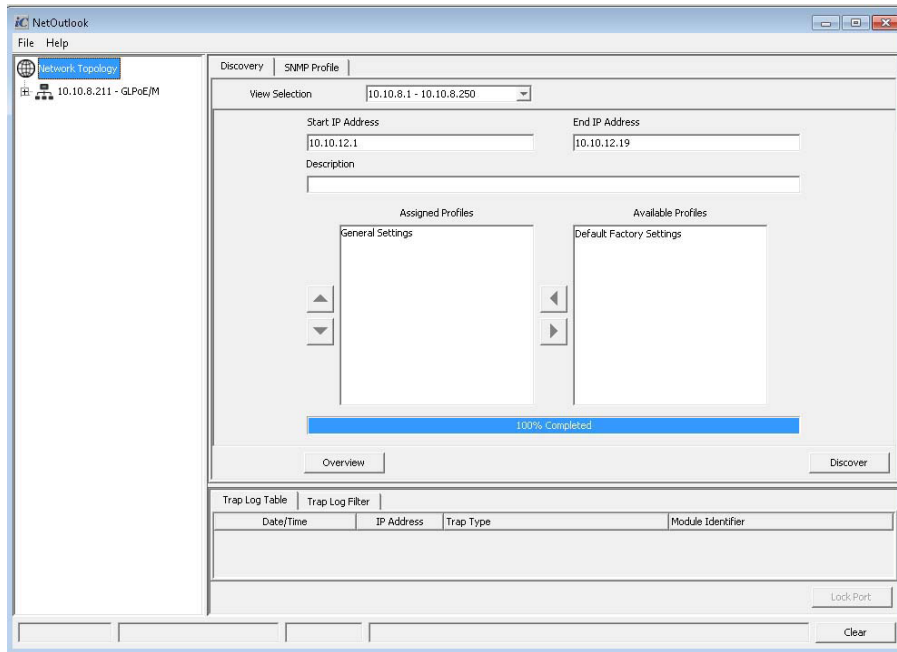 iC NetOutlook
File Help
Network Topology
10.10.8.211 - GLPoE/M
Discovery SNMP Profile
View Selection 10.10.8.1 - 10.10.8.250
Start IP Address End IP Address
10.10.12.1 10.10.12.19
Description
Assigned Profiles Available Profiles
General Settings Default Factory Settings
100% Completed
Overview Discover
Trap Log Table Trap Log Filter
Date/Time IP Address Trap Type Module Identifier
Lock Port
Clear